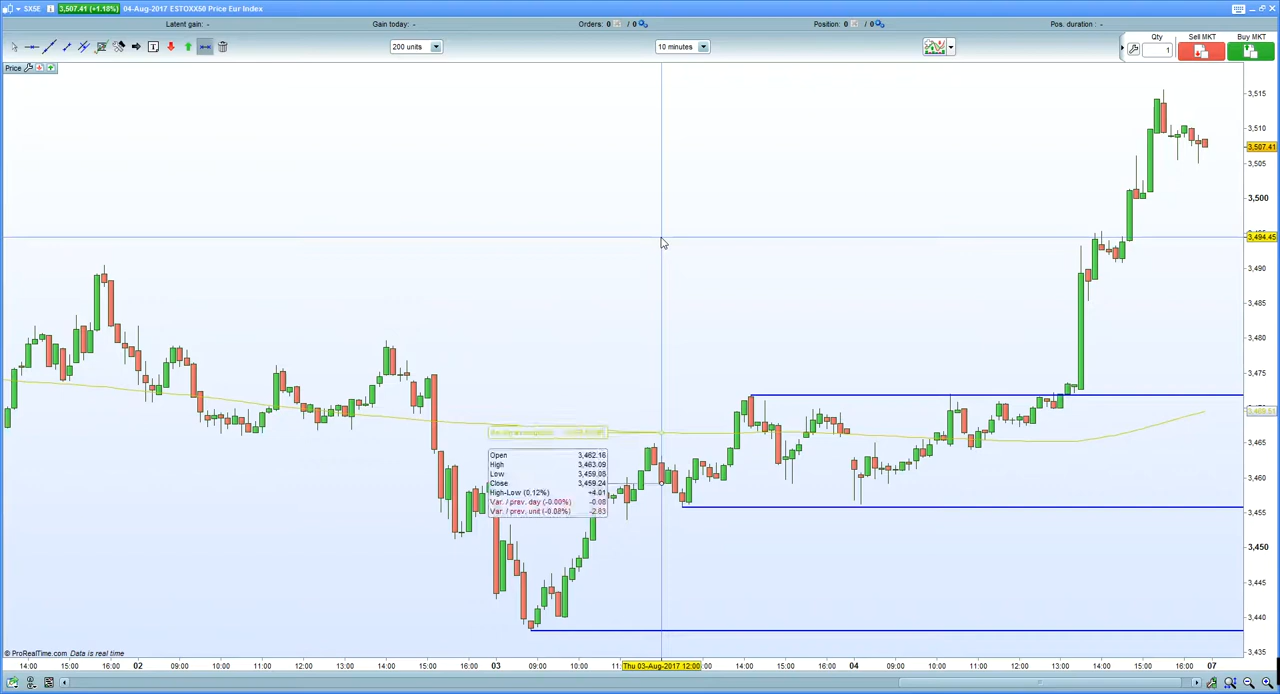 SX5E 3,507.41 (+1.18%) 04-Aug-2017 ESTOXX50 Price Eur Index
Latent gain: - Gain today: - Orders: 0 / 0 Position: 0 / 0 Pos. duration : -
200 units 10 minutes Qty 1 Sell MKT Buy MKT
Price
3,515
3,510
3,507.41
3,505
3,500
3,494.45
3,490
3,485
3,480
3,475
3,465
3,460
3,455
3,450
3,445
3,440
3,435
Open 3,462.16
High 3,463.09
Low 3,459.08
Close 3,459.24
High-Low (0.12%) +4.01
Var. / prev. day (-0.00%) -0.08
Var. / prev. unit (-0.08%) -2.83
© ProRealTime.com Data is real time
14:00 15:00 16:00 02 09:00 10:00 11:00 12:00 13:00 14:00 15:00 16:00 03 09:00 10:00 11: Thu 03-Aug-2017 12:00 :00 14:00 15:00 16:00 04 09:00 10:00 11:00 12:00 13:00 14:00 15:00 16:00 07